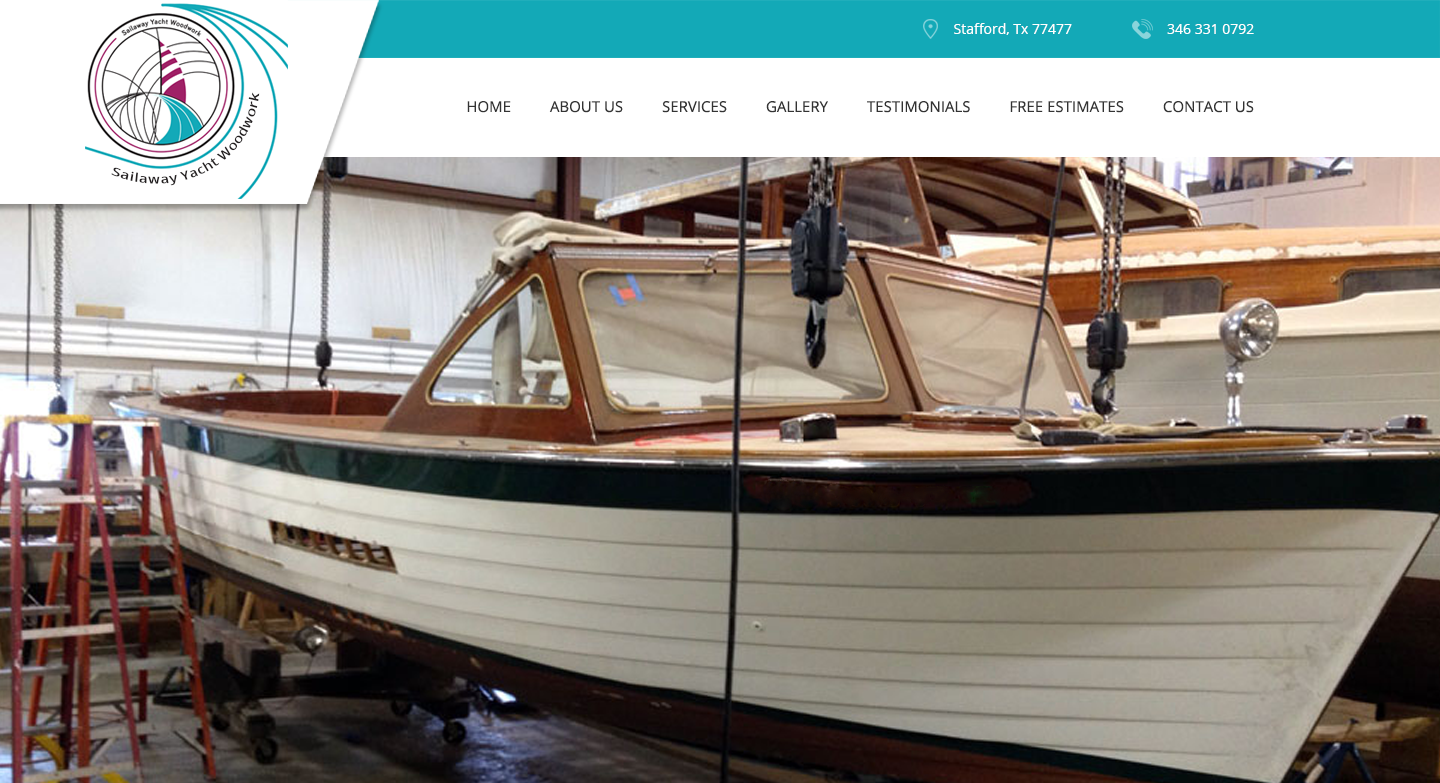 Sailaway Yacht Woodwork
Sailaway Yacht Woodwork
Stafford, Tx 77477
346 331 0792
HOME
ABOUT US
SERVICES
GALLERY
TESTIMONIALS
FREE ESTIMATES
CONTACT US